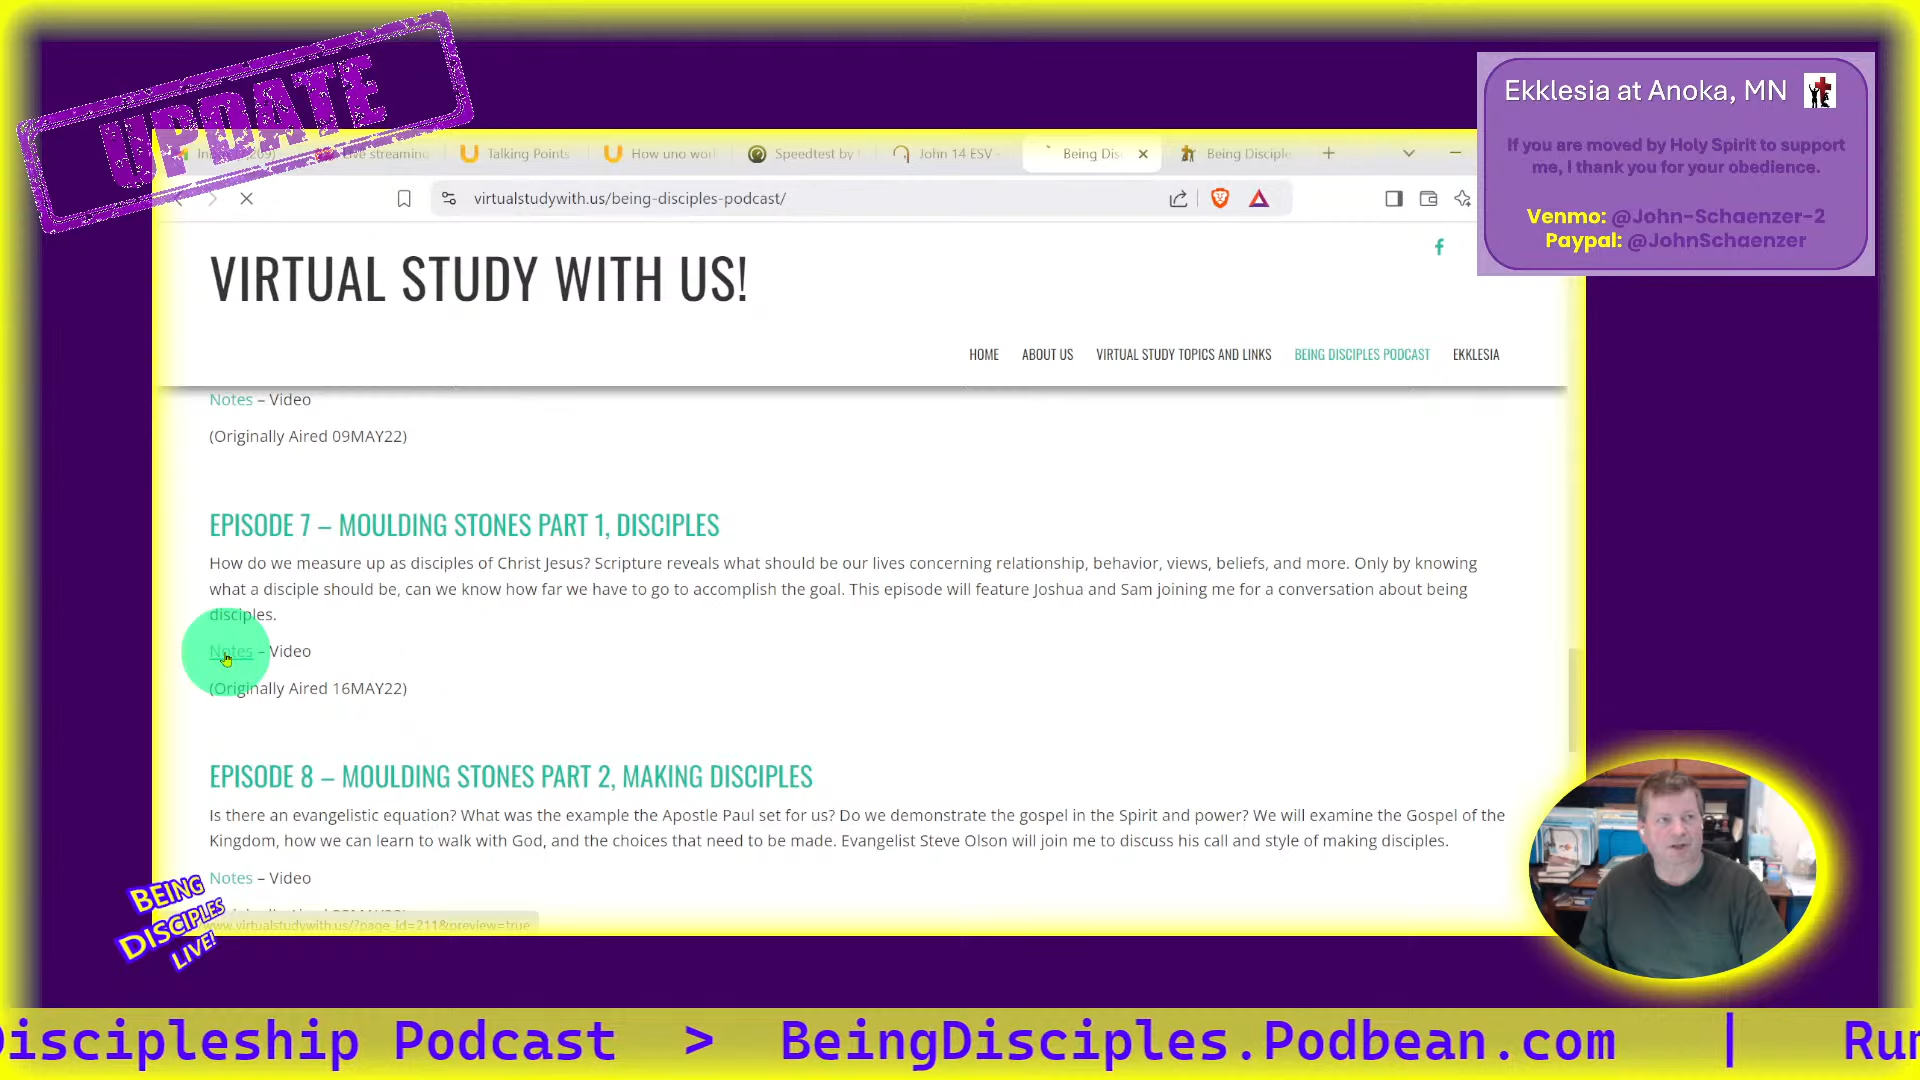 UPDATE
Ekklesia at Anoka, MN
If you are moved by Holy Spirit to support
me, I thank you for your obedience.
Venmo: @John-Schaenzer-2
Paypal: @JohnSchaenzer
Live streaming
Talking Points
How uno wor
Speedtest by
John 14 ESV -
Being Dis
Being Disciple
virtualstudywith.us/being-disciples-podcast/
VIRTUAL STUDY WITH US!
HOME ABOUT US VIRTUAL STUDY TOPICS AND LINKS BEING DISCIPLES PODCAST EKKLESIA
Notes – Video
(Originally Aired 09MAY22)
EPISODE 7 – MOULDING STONES PART 1, DISCIPLES
How do we measure up as disciples of Christ Jesus? Scripture reveals what should be our lives concerning relationship, behavior, views, beliefs, and more. Only by knowing
what a disciple should be, can we know how far we have to go to accomplish the goal. This episode will feature Joshua and Sam joining me for a conversation about being
disciples.
Notes – Video
(Originally Aired 16MAY22)
EPISODE 8 – MOULDING STONES PART 2, MAKING DISCIPLES
Is there an evangelistic equation? What was the example the Apostle Paul set for us? Do we demonstrate the gospel in the Spirit and power? We will examine the Gospel of the
Kingdom, how we can learn to walk with God, and the choices that need to be made. Evangelist Steve Olson will join me to discuss his call and style of making disciples.
Notes – Video
www.virtualstudywith.us/?page_id=211&preview=true
BEING
DISCIPLES
LIVE!
Discipleship Podcast > BeingDisciples.Podbean.com | Run